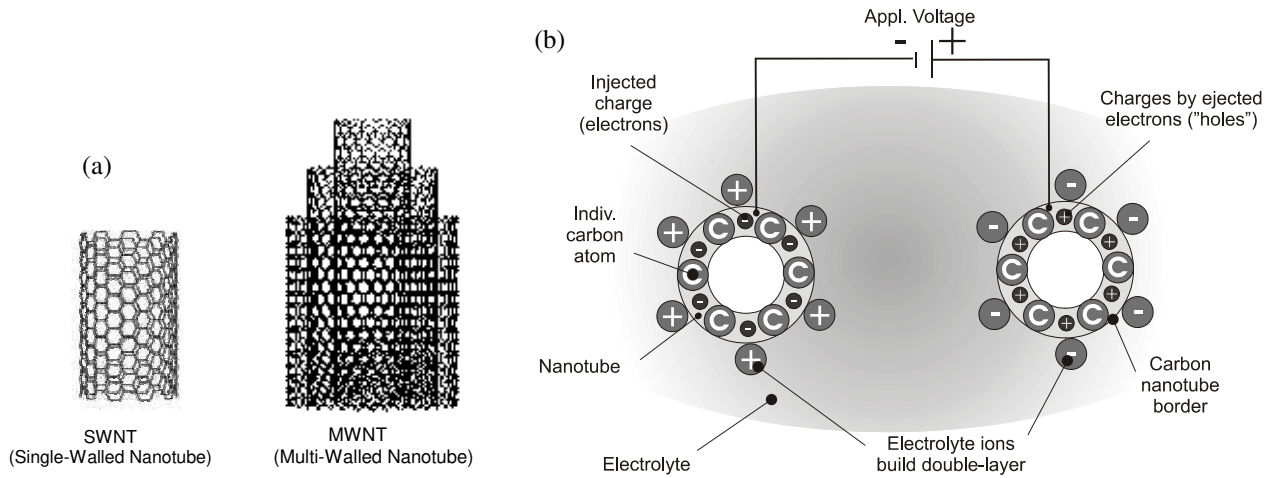 (a)
SWNT
(Single-Walled Nanotube)
MWNT
(Multi-Walled Nanotube)
(b)
Appl. Voltage
- +
Injected
charge
(electrons)
Charges by ejected
electrons ("holes")
Indiv.
carbon
atom
+ + + + + +
- - - - - -
C C C C C C
- - - - - -
+ + + + + +
C C C C C C
Nanotube
Carbon
nanotube
border
Electrolyte
Electrolyte ions
build double-layer